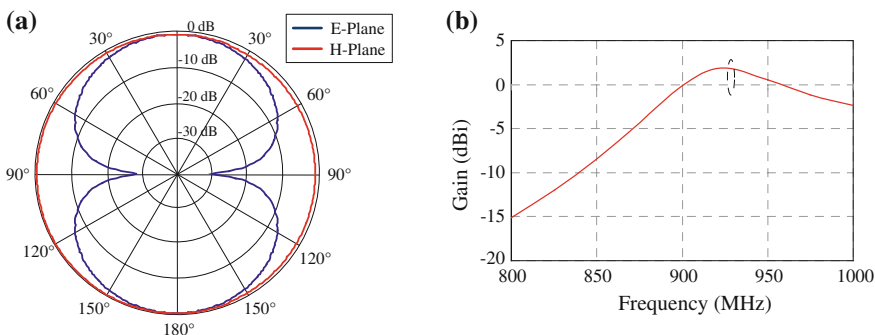 (a)
0 dB
-10 dB
-20 dB
-30 dB
30°
30°
60°
60°
90°
90°
120°
120°
150°
150°
180°
E-Plane
H-Plane
(b)
Gain (dBi)
5
0
-5
-10
-15
-20
800
850
900
950
1000
Frequency (MHz)